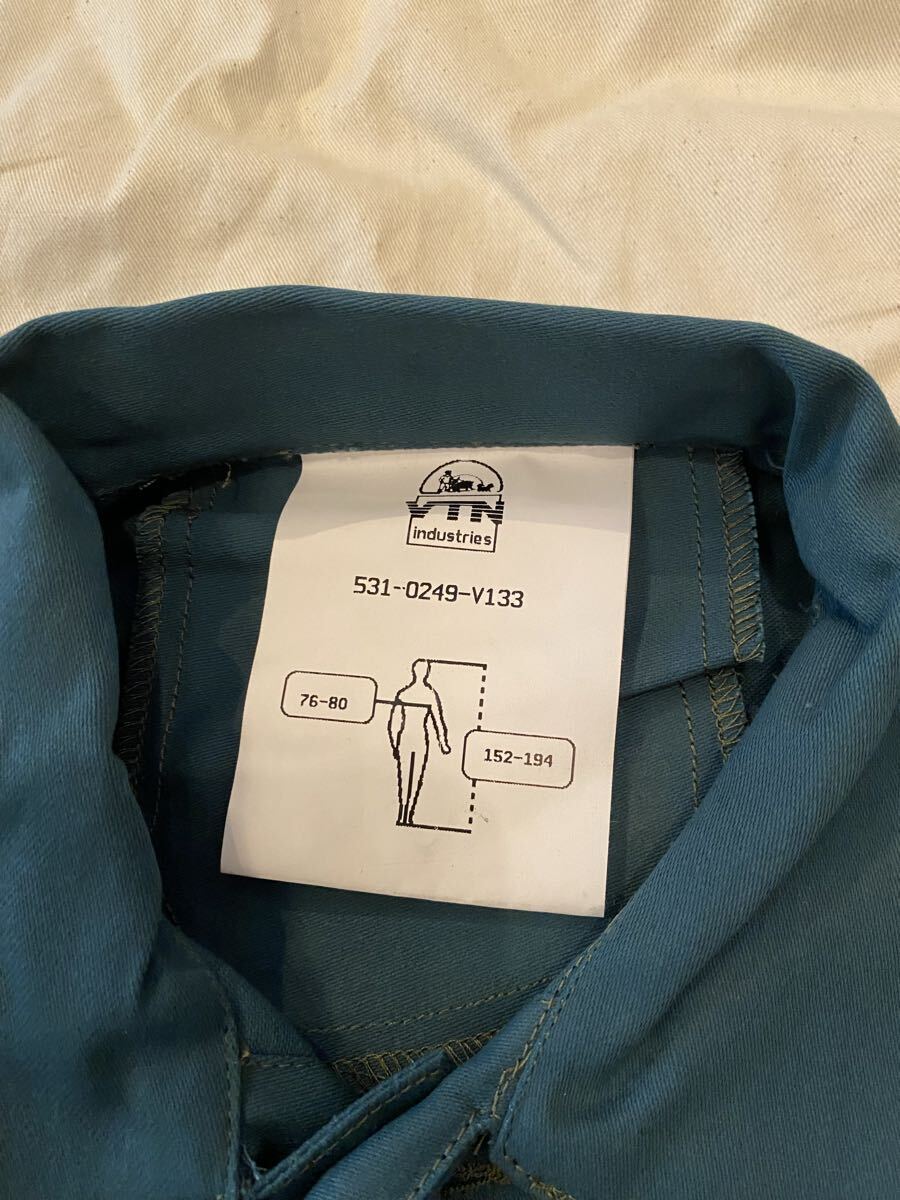 VTN
industries
531-0249-V133
76-80
152-194